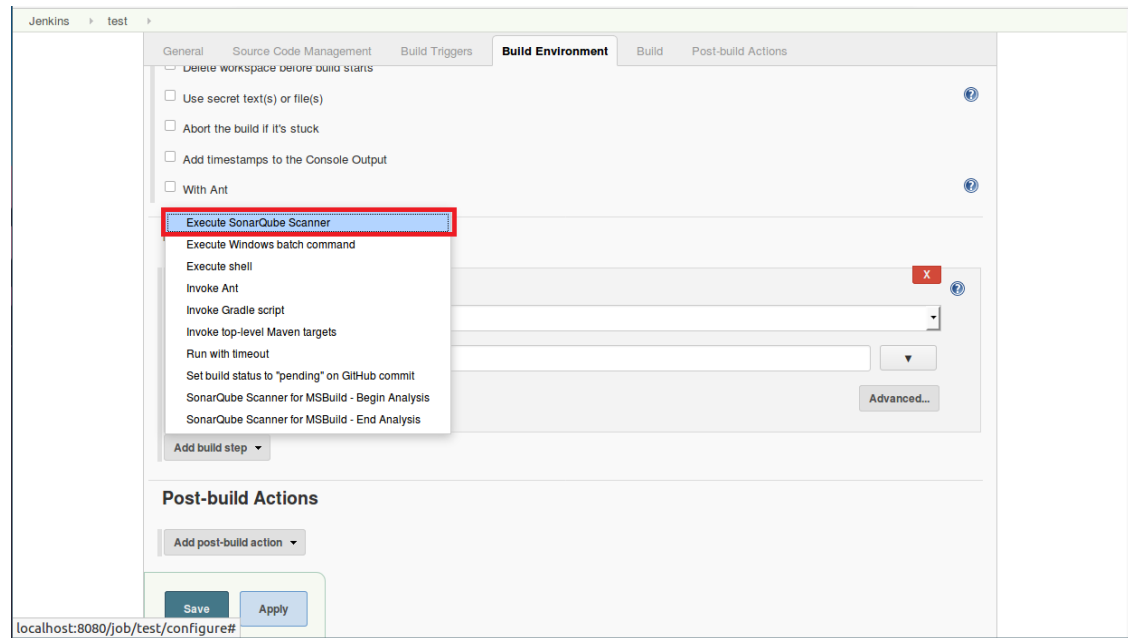 Jenkins test
General Source Code Management Build Triggers Build Environment Build Post-build Actions
Delete workspace before build starts
Use secret text(s) or file(s)
Abort the build if it's stuck
Add timestamps to the Console Output
With Ant
Execute SonarQube Scanner
Execute Windows batch command
Execute shell
X
Invoke Ant
Invoke Gradle script
Invoke top-level Maven targets
Run with timeout
Set build status to "pending" on GitHub commit
SonarQube Scanner for MSBuild - Begin Analysis
Advanced...
SonarQube Scanner for MSBuild - End Analysis
Add build step
Post-build Actions
Add post-build action
Save Apply
localhost:8080/job/test/configure#